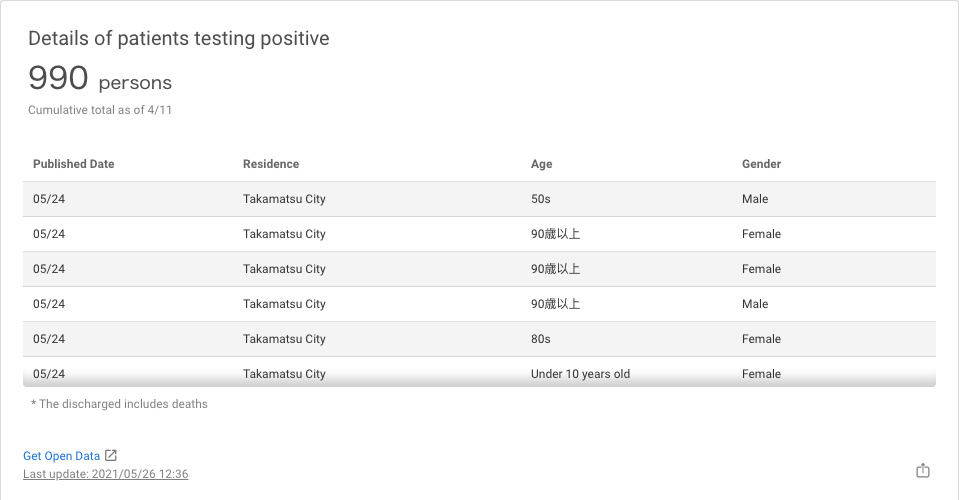 Details of patients testing positive
990 persons
Cumulative total as of 4/11
Published Date Residence Age Gender
05/24 Takamatsu City 50s Male
05/24 Takamatsu City 90歳以上 Female
05/24 Takamatsu City 90歳以上 Female
05/24 Takamatsu City 90歳以上 Male
05/24 Takamatsu City 80s Female
05/24 Takamatsu City Under 10 years old Female
* The discharged includes deaths
Get Open Data
Last update: 2021/05/26 12:36